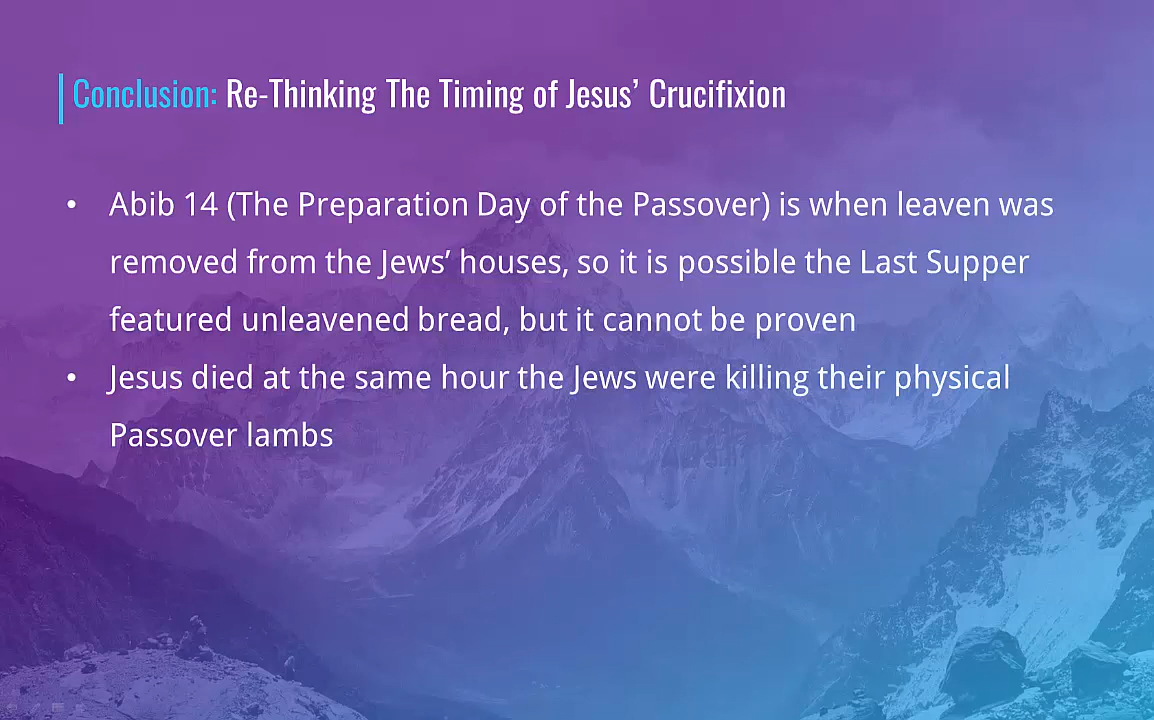 Conclusion: Re-Thinking The Timing of Jesus’ Crucifixion
• Abib 14 (The Preparation Day of the Passover) is when leaven was
removed from the Jews’ houses, so it is possible the Last Supper
featured unleavened bread, but it cannot be proven
• Jesus died at the same hour the Jews were killing their physical
Passover lambs